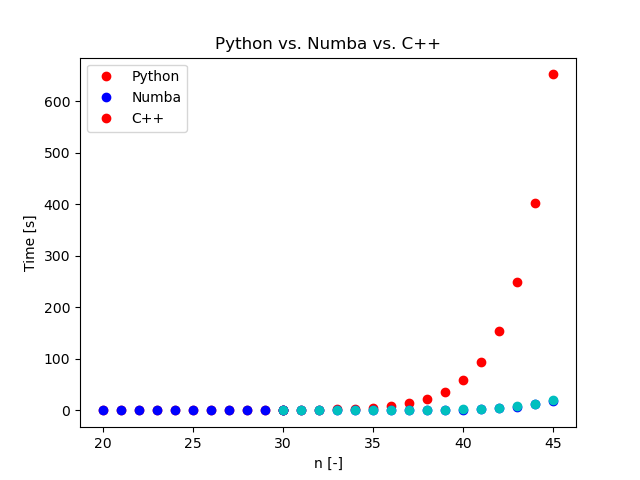 Python vs. Numba vs. C++
Python
Numba
C++
600
500
400
300
200
100
0
Time [s]
20 25 30 35 40 45
n [-]